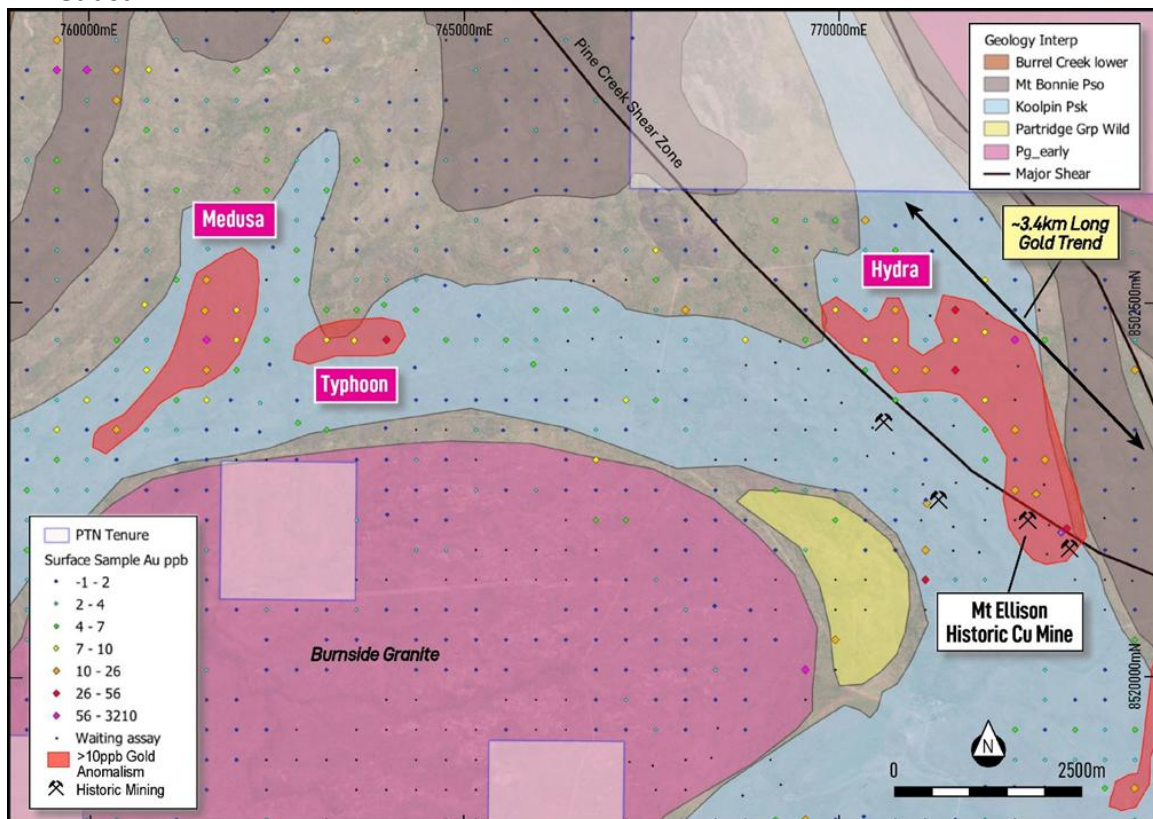 760000mE
765000mE
770000mE
Pine Creek Shear Zone
Geology Interp
Burrel Creek lower
Mt Bonnie Pso
Koolpin Psk
Partridge Grp Wild
Pg_early
Major Shear
Medusa
~3.4km Long
Gold Trend
Hydra
8502500mN
Typhoon
PTN Tenure
Surface Sample Au ppb
-1 - 2
2 - 4
4 - 7
7 - 10
10 - 26
26 - 56
56 - 3210
Waiting assay
>10ppb Gold
Anomalism
Historic Mining
Mt Ellison
Historic Cu Mine
Burnside Granite
8520000mN
N
0
2500m